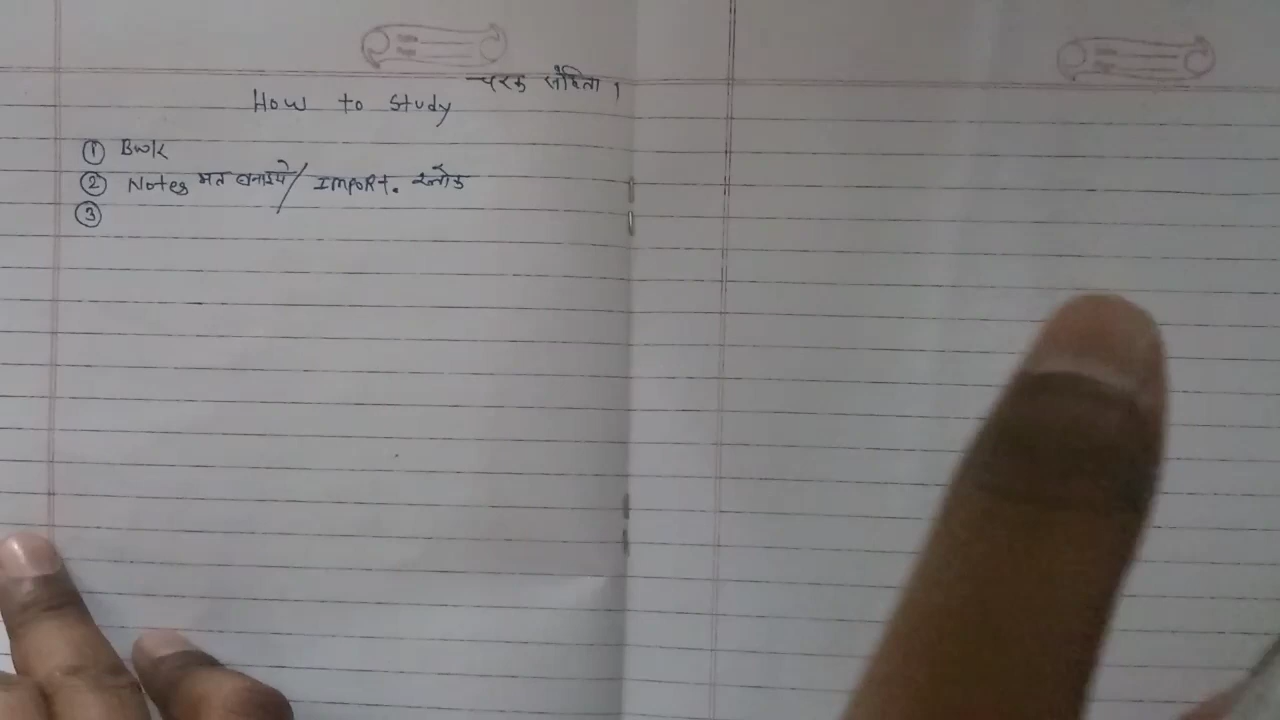 चरक संहिता।
How to Study
① Book
② Notes मत बनाइये/ Import. श्लोक
③